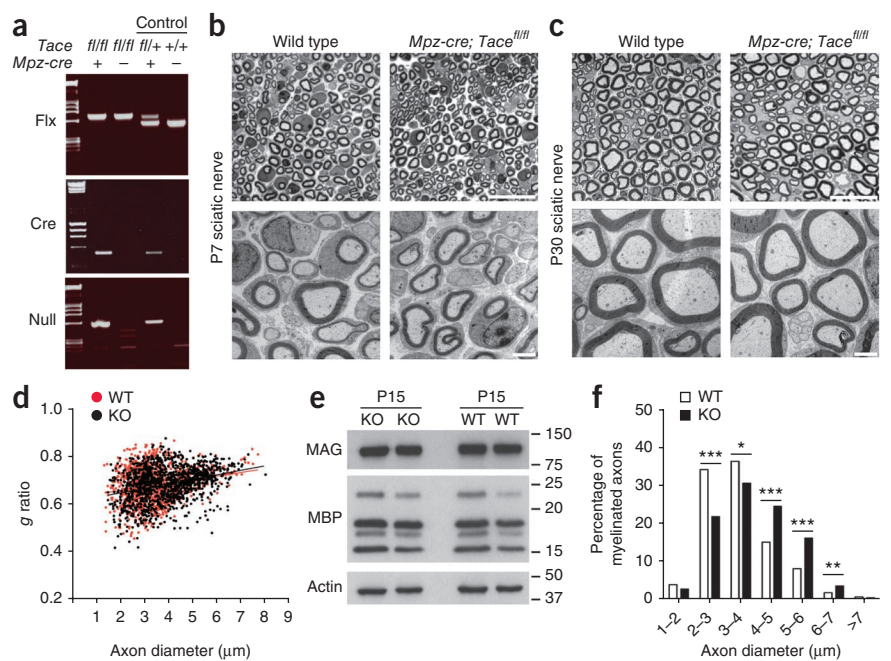 a
Control
Tace fl/fl fl/fl fl/+ +/+
Mpz-cre + − + −
Flx
Cre
Null
b
Wild type Mpz-cre; Tace^fl/fl
P7 sciatic nerve
c
Wild type Mpz-cre; Tace^fl/fl
P30 sciatic nerve
d
WT
KO
1.0
0.8
0.6
0.4
0.2
g ratio
1 2 3 4 5 6 7 8 9
Axon diameter (μm)
e
P15 P15
KO KO WT WT
MAG
150
75
MBP
25
20
15
Actin
50
37
f
WT
KO
50
40
30
20
10
0
Percentage of
myelinated axons
*** * *** *** **
1–2 2–3 3–4 4–5 5–6 6–7 >7
Axon diameter (μm)